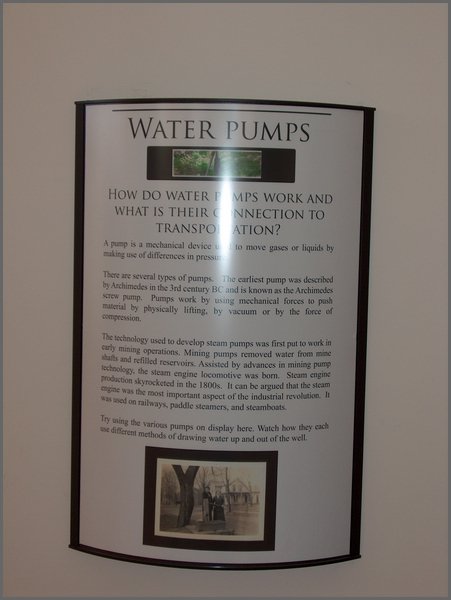 WATER PUMPS
HOW DO WATER PUMPS WORK AND
WHAT IS THEIR CONNECTION TO
TRANSPORTATION?
A pump is a mechanical device used to move gases or liquids by
making use of differences in pressure.
There are several types of pumps. The earliest pump was described
by Archimedes in the 3rd century BC and is known as the Archimedes
screw pump. Pumps work by using mechanical forces to push
material by physically lifting, by vacuum or by the force of
compression.
The technology used to develop steam pumps was first put to work in
early mining operations. Mining pumps removed water from mine
shafts and refilled reservoirs. Assisted by advances in mining pump
technology, the steam engine locomotive was born. Steam engine
production skyrocketed in the 1800s. It can be argued that the steam
engine was the most important aspect of the industrial revolution. It
was used on railways, paddle steamers, and steamboats.
Try using the various pumps on display here. Watch how they each
use different methods of drawing water up and out of the well.